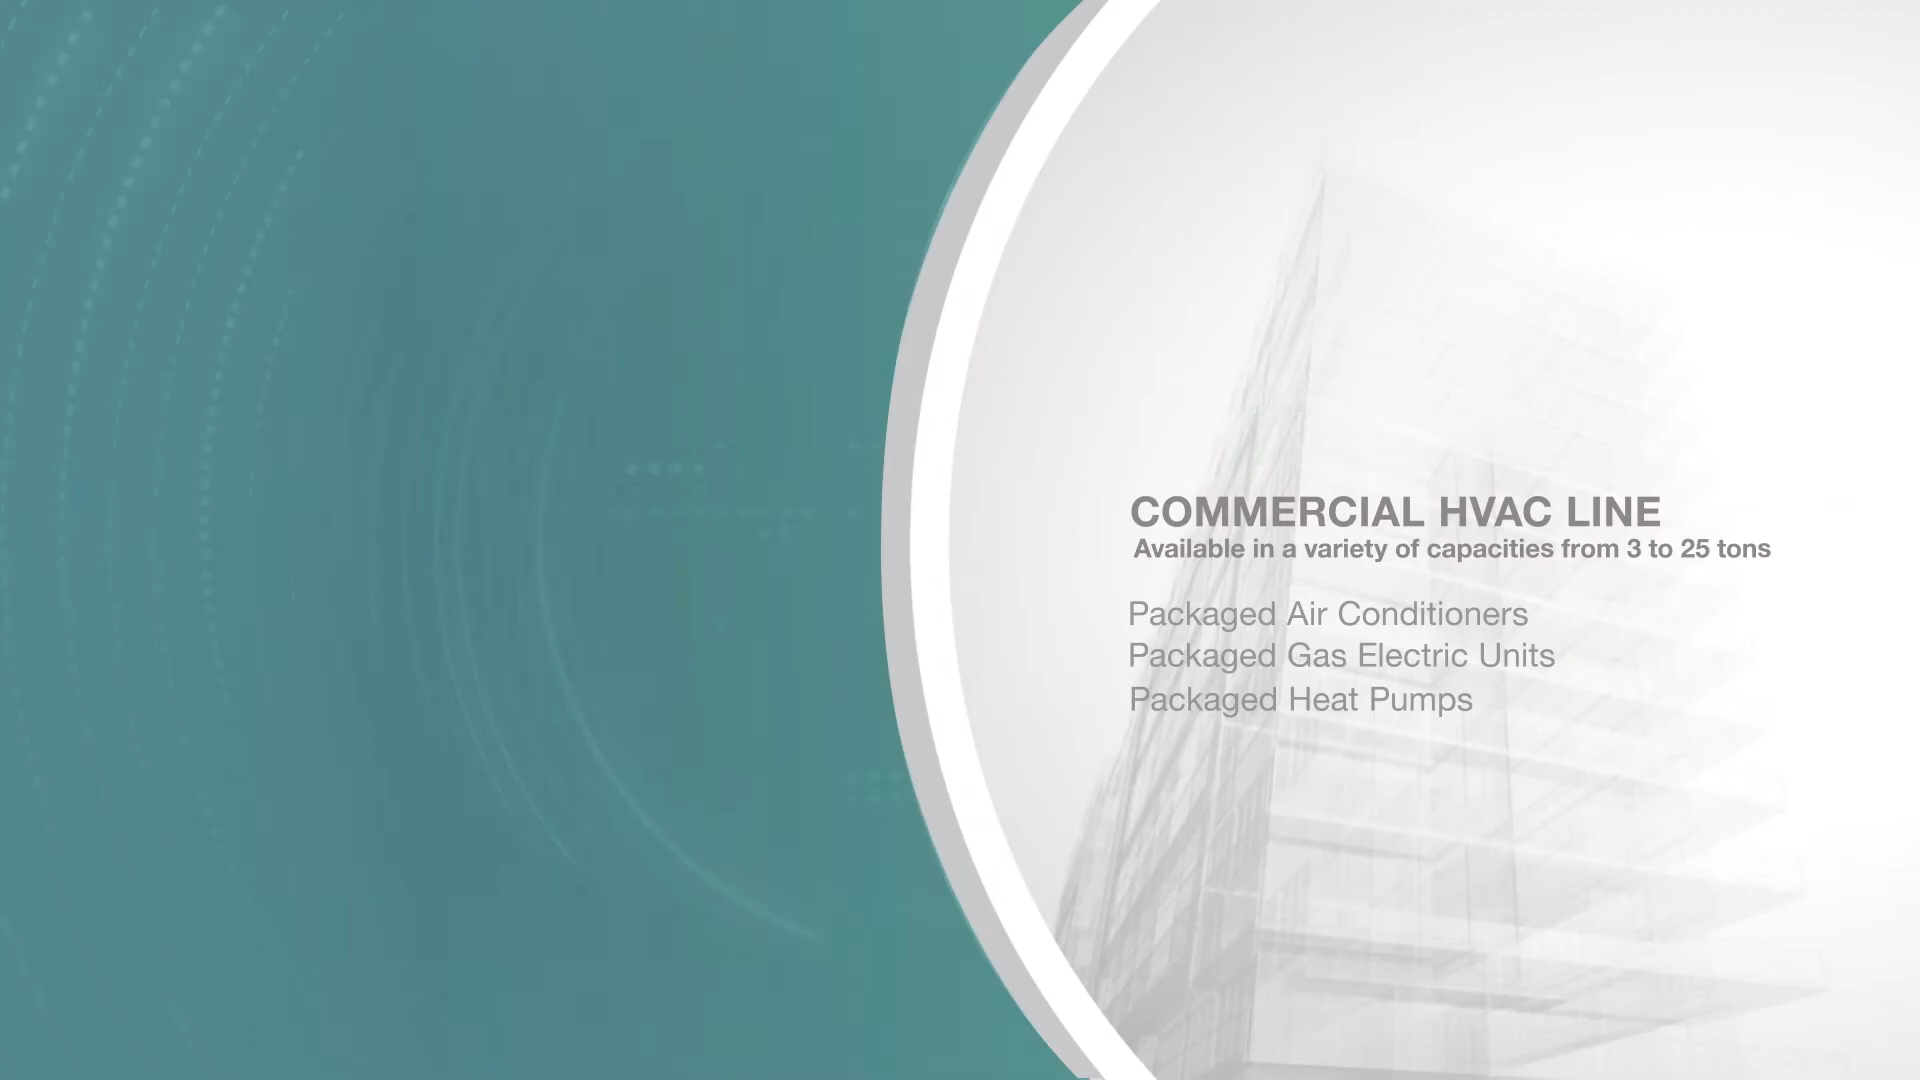 COMMERCIAL HVAC LINE
Available in a variety of capacities from 3 to 25 tons
Packaged Air Conditioners
Packaged Gas Electric Units
Packaged Heat Pumps